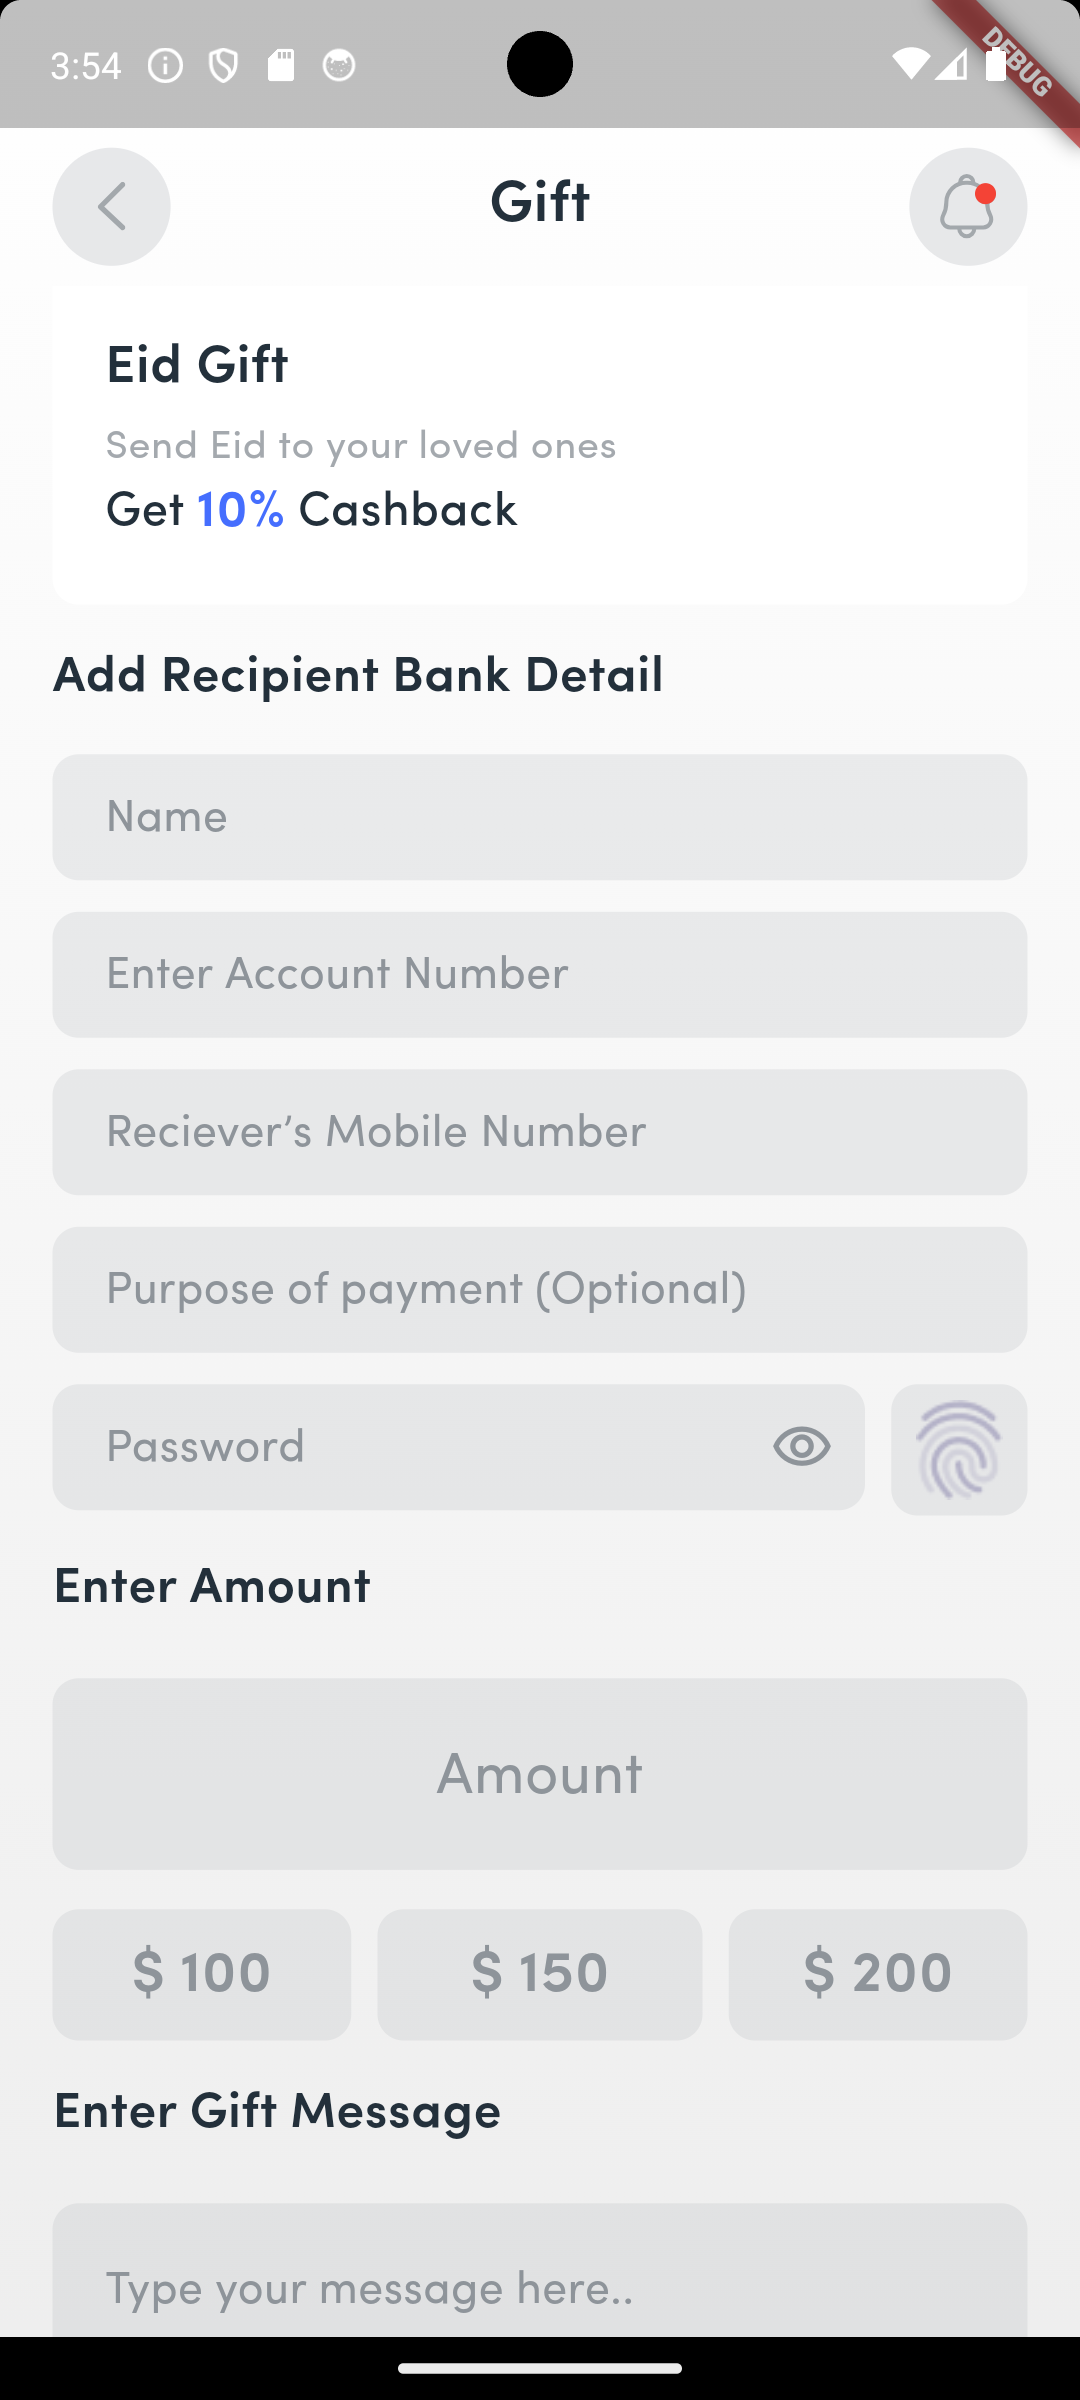 3:54
DEBUG
Gift
Eid Gift
Send Eid to your loved ones
Get 10% Cashback
Add Recipient Bank Detail
Name
Enter Account Number
Reciever’s Mobile Number
Purpose of payment (Optional)
Password
Enter Amount
Amount
$ 100 $ 150 $ 200
Enter Gift Message
Type your message here..